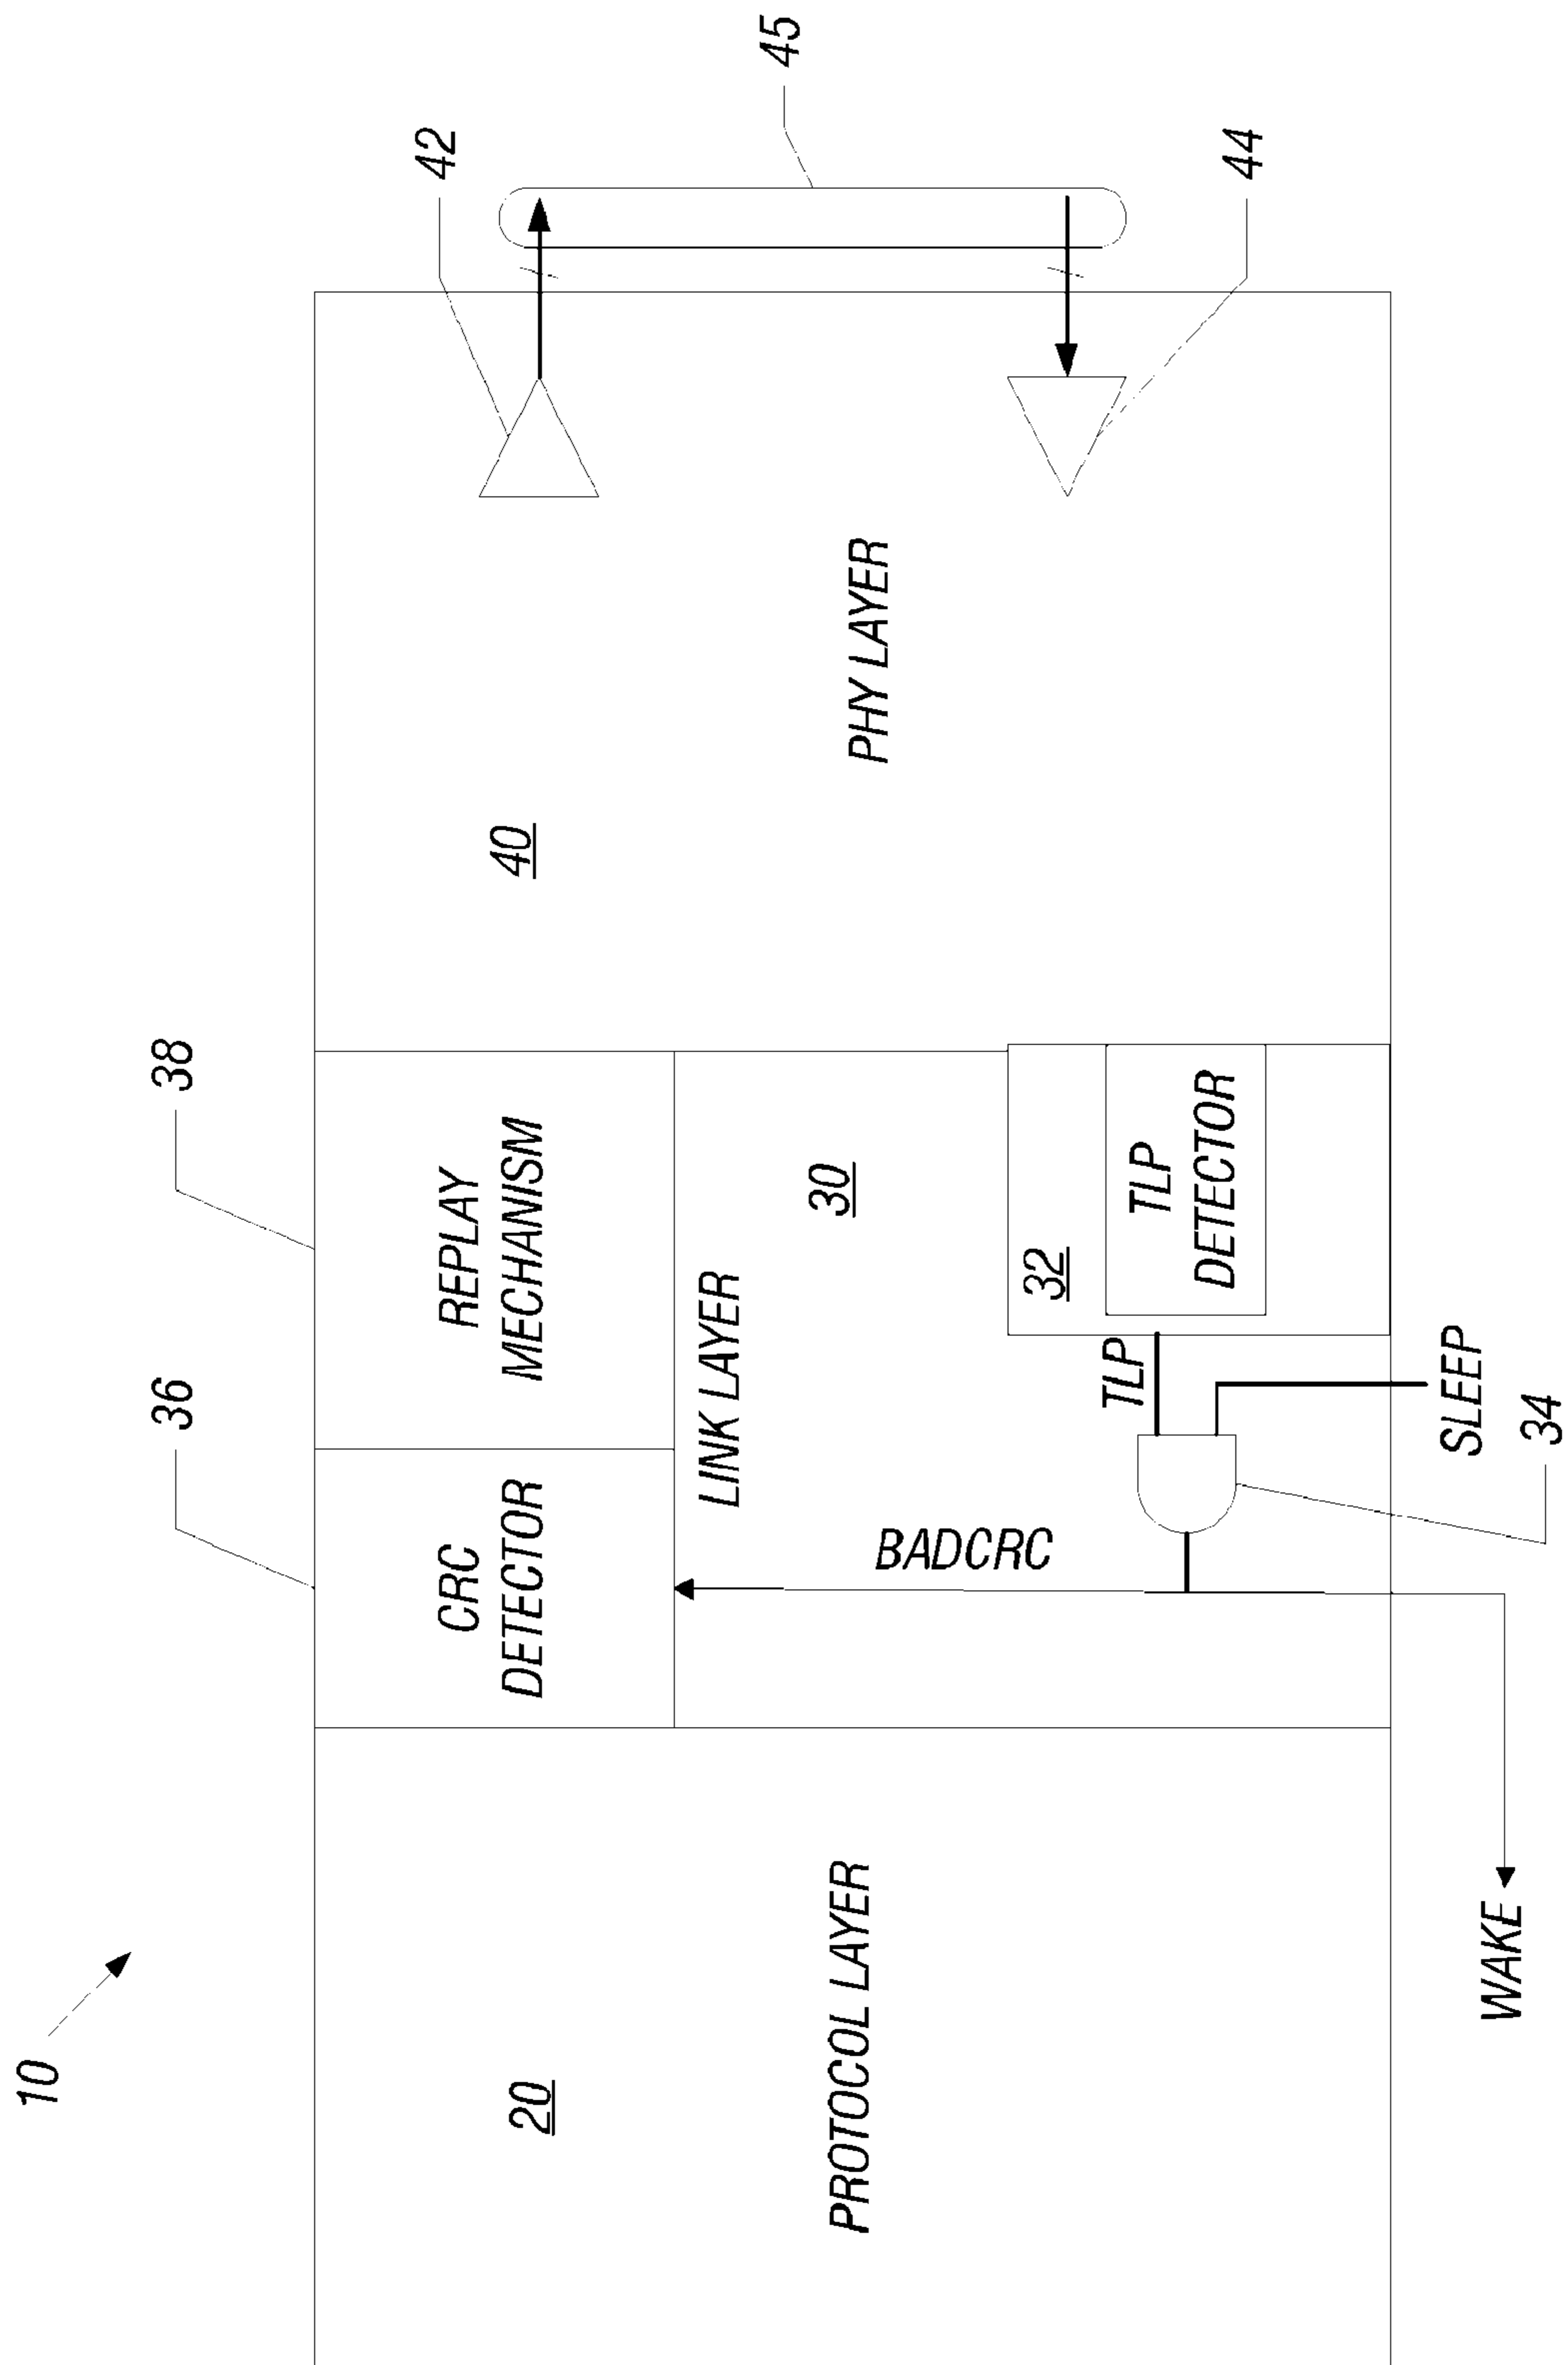 10
20
PROTOCOL LAYER
36
CRC
DETECTOR
38
REPLAY
MECHANISM
LINK LAYER
30
BADCRC
WAKE
34
SLEEP
TLP
32
TLP
DETECTOR
40
PHY LAYER
42
44
45